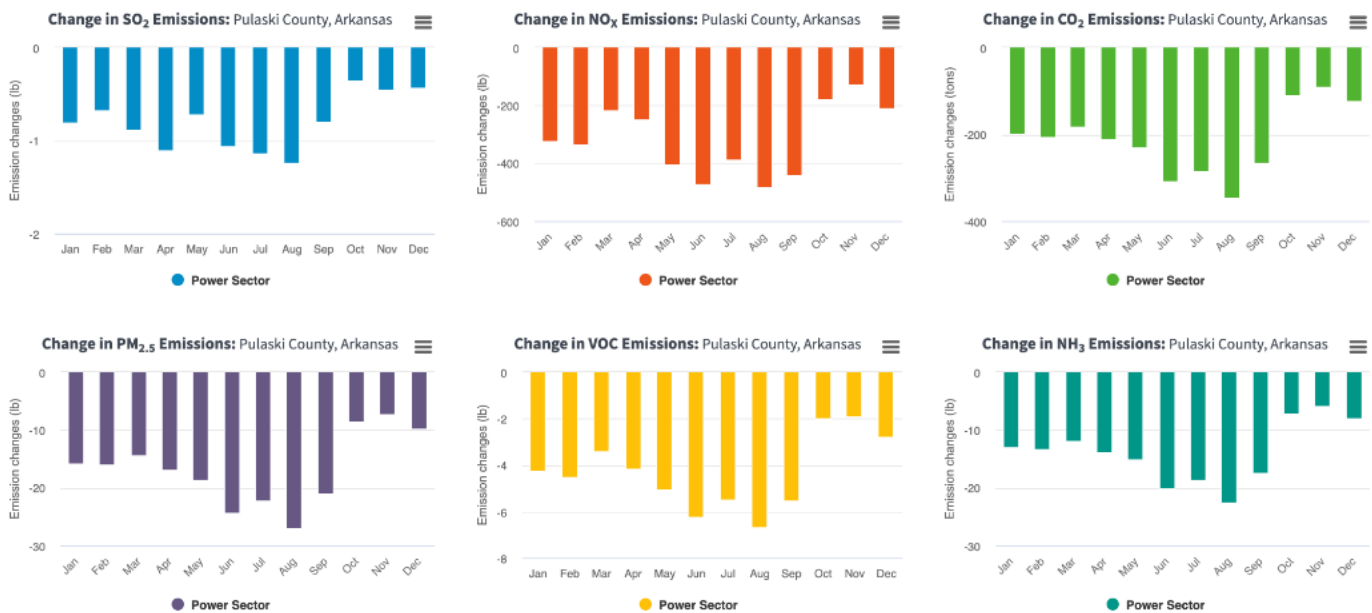 Change in SO2 Emissions: Pulaski County, Arkansas
Emission changes (lb)
0
-1
-2
Jan Feb Mar Apr May Jun Jul Aug Sep Oct Nov Dec
Power Sector
Change in NOX Emissions: Pulaski County, Arkansas
Emission changes (lb)
0
-200
-400
-600
Jan Feb Mar Apr May Jun Jul Aug Sep Oct Nov Dec
Power Sector
Change in CO2 Emissions: Pulaski County, Arkansas
Emission changes (tons)
0
-200
-400
Jan Feb Mar Apr May Jun Jul Aug Sep Oct Nov Dec
Power Sector
Change in PM2.5 Emissions: Pulaski County, Arkansas
Emission changes (lb)
0
-10
-20
-30
Jan Feb Mar Apr May Jun Jul Aug Sep Oct Nov Dec
Power Sector
Change in VOC Emissions: Pulaski County, Arkansas
Emission changes (lb)
0
-2
-4
-6
-8
Jan Feb Mar Apr May Jun Jul Aug Sep Oct Nov Dec
Power Sector
Change in NH3 Emissions: Pulaski County, Arkansas
Emission changes (lb)
0
-10
-20
-30
Jan Feb Mar Apr May Jun Jul Aug Sep Oct Nov Dec
Power Sector